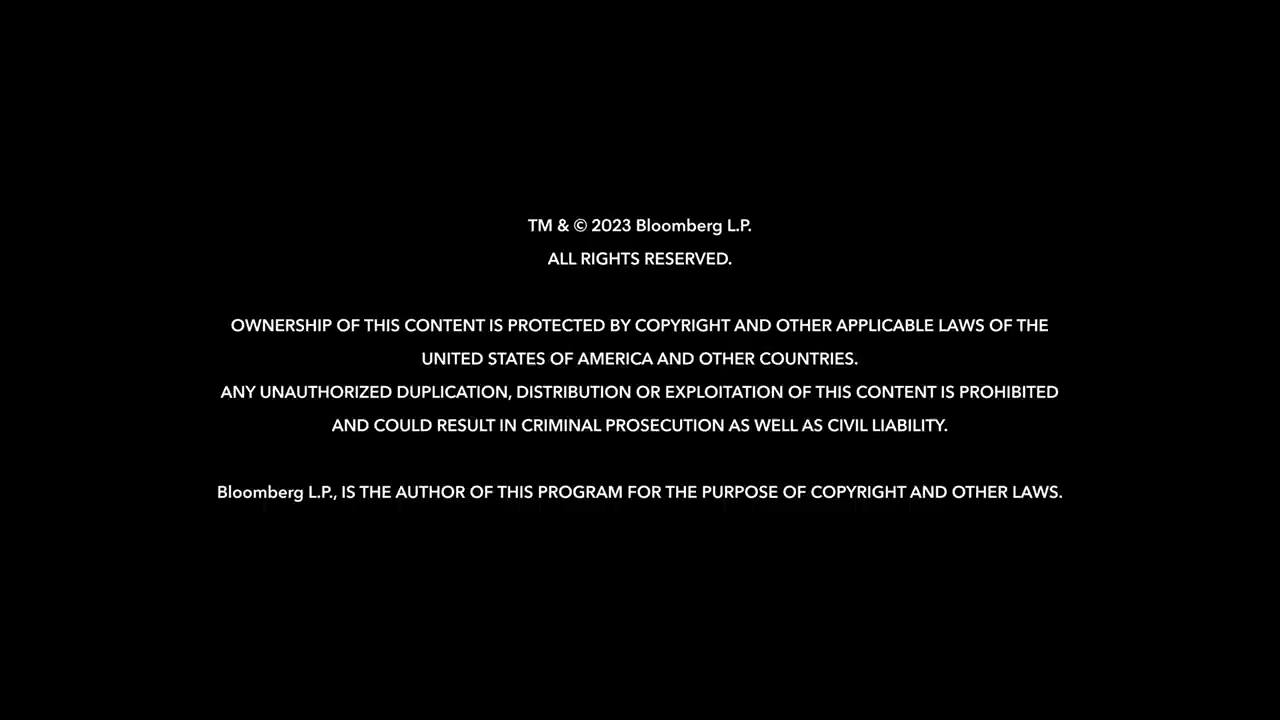 TM & © 2023 Bloomberg L.P.
ALL RIGHTS RESERVED.
OWNERSHIP OF THIS CONTENT IS PROTECTED BY COPYRIGHT AND OTHER APPLICABLE LAWS OF THE
UNITED STATES OF AMERICA AND OTHER COUNTRIES.
ANY UNAUTHORIZED DUPLICATION, DISTRIBUTION OR EXPLOITATION OF THIS CONTENT IS PROHIBITED
AND COULD RESULT IN CRIMINAL PROSECUTION AS WELL AS CIVIL LIABILITY.
Bloomberg L.P., IS THE AUTHOR OF THIS PROGRAM FOR THE PURPOSE OF COPYRIGHT AND OTHER LAWS.